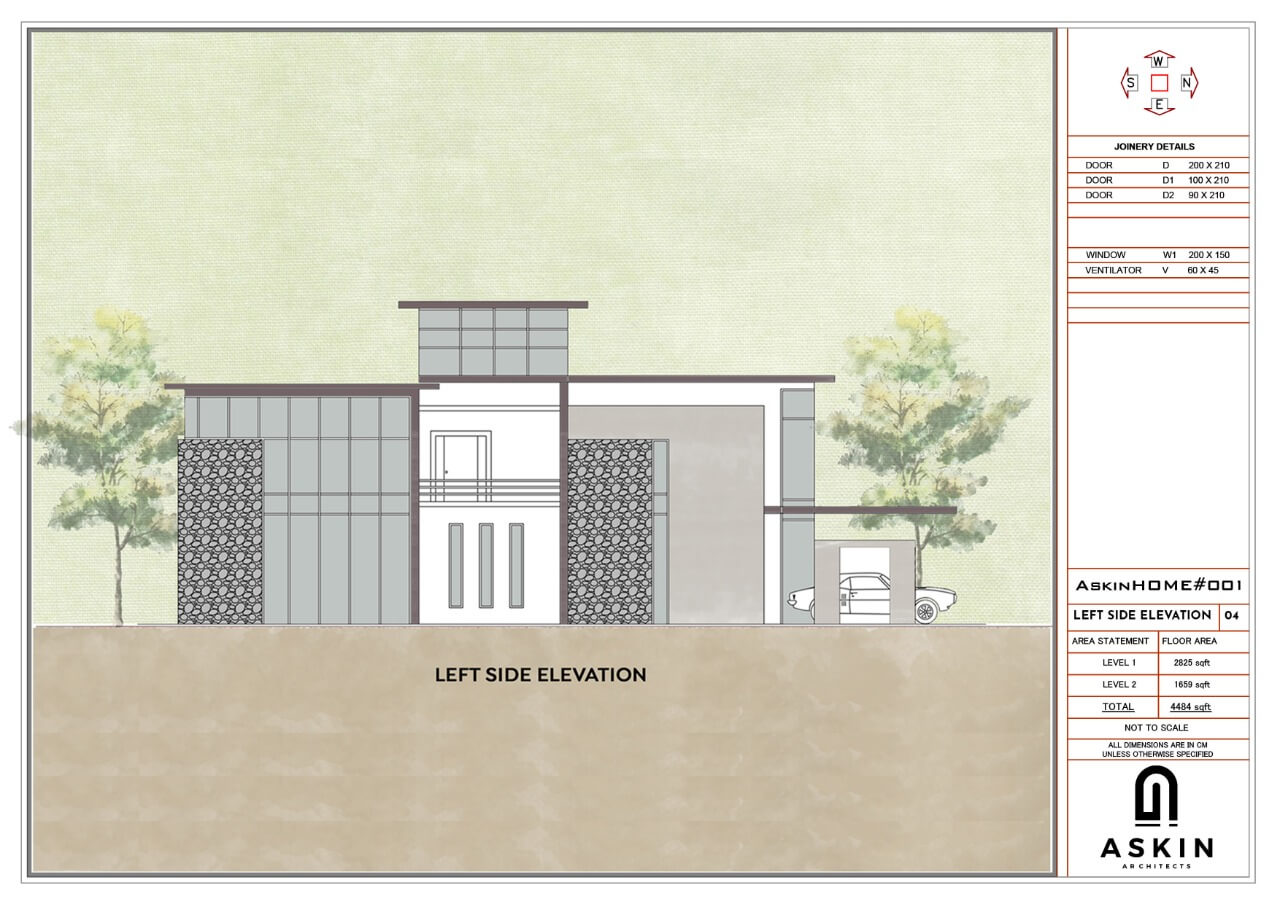 W
S N
E
JOINERY DETAILS
DOOR D 200 X 210
DOOR D1 100 X 210
DOOR D2 90 X 210
WINDOW W1 200 X 150
VENTILATOR V 60 X 45
LEFT SIDE ELEVATION
ASKINHOME#001
LEFT SIDE ELEVATION 04
AREA STATEMENT FLOOR AREA
LEVEL 1 2825 sqft
LEVEL 2 1659 sqft
TOTAL 4484 sqft
NOT TO SCALE
ALL DIMENSIONS ARE IN CM
UNLESS OTHERWISE SPECIFIED
ASKIN
ARCHITECTS